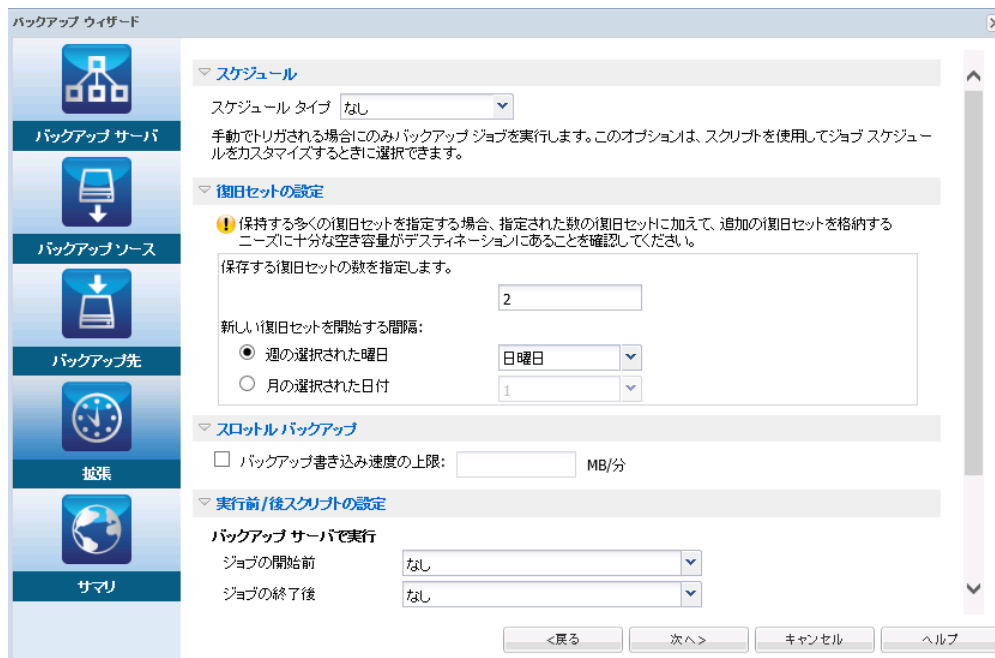 バックアップ ウィザード
バックアップ サーバ
バックアップ ソース
バックアップ先
拡張
サマリ
スケジュール
スケジュール タイプ なし
手動でトリガされる場合にのみバックアップ ジョブを実行します。このオプションは、スクリプトを使用してジョブ スケジュー
ルをカスタマイズするときに選択できます。
復旧セットの設定
保持する多くの復旧セットを指定する場合、指定された数の復旧セットに加えて、追加の復旧セットを格納する
ニーズに十分な空き容量がデスティネーションにあることを確認してください。
保存する復旧セットの数を指定します。
2
新しい復旧セットを開始する間隔:
週の選択された曜日 日曜日
月の選択された日付 1
スロットル バックアップ
バックアップ書き込み速度の上限: MB/分
実行前/後スクリプトの設定
バックアップ サーバで実行
ジョブの開始前 なし
ジョブの終了後 なし
<戻る 次へ> キャンセル ヘルプ